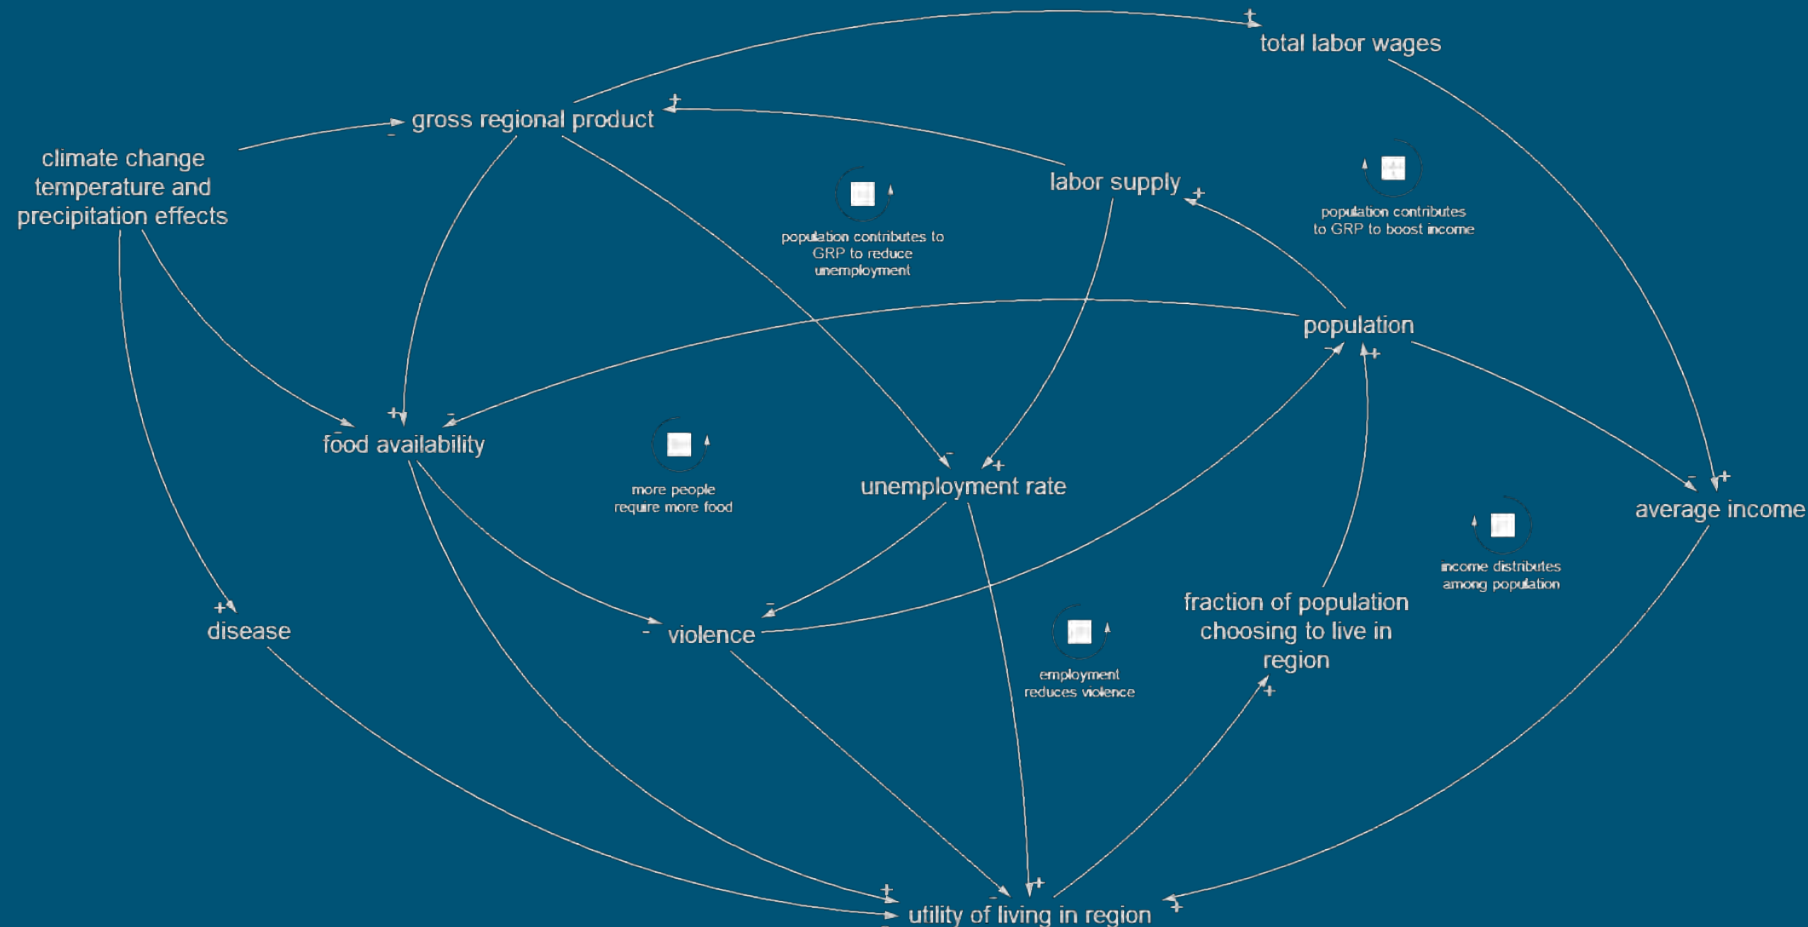 total labor wages
gross regional product
climate change
temperature and
precipitation effects
labor supply
population contributes to
GRP to reduce
unemployment
population contributes
to GRP to boost income
population
food availability
more people
require more food
unemployment rate
average income
income distributes
among population
disease
violence
employment
reduces violence
fraction of population
choosing to live in
region
utility of living in region